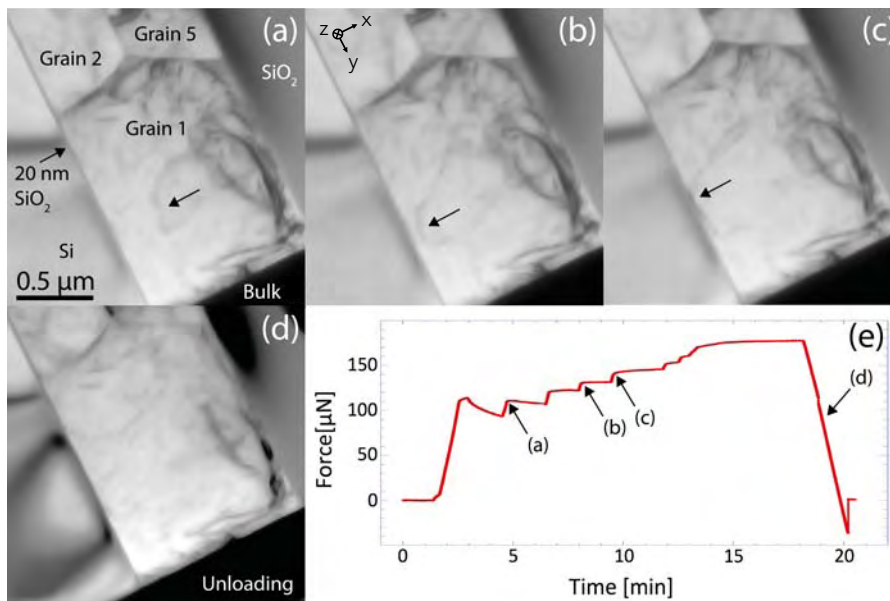 (a)
Grain 5
Grain 2
SiO₂
Grain 1
20 nm
SiO₂
Si
0.5 μm
Bulk
z x
y
(b)
(c)
(d)
Unloading
(e)
Force[μN]
150
100
50
0
(a)
(b)
(c)
(d)
0 5 10 15 20
Time [min]